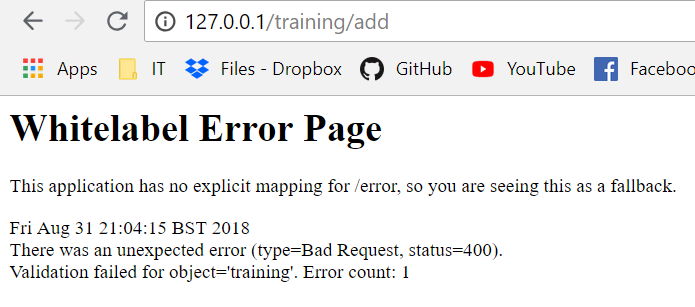 127.0.0.1/training/add
Apps IT Files - Dropbox GitHub YouTube Faceboo
Whitelabel Error Page
This application has no explicit mapping for /error, so you are seeing this as a fallback.
Fri Aug 31 21:04:15 BST 2018
There was an unexpected error (type=Bad Request, status=400).
Validation failed for object='training'. Error count: 1